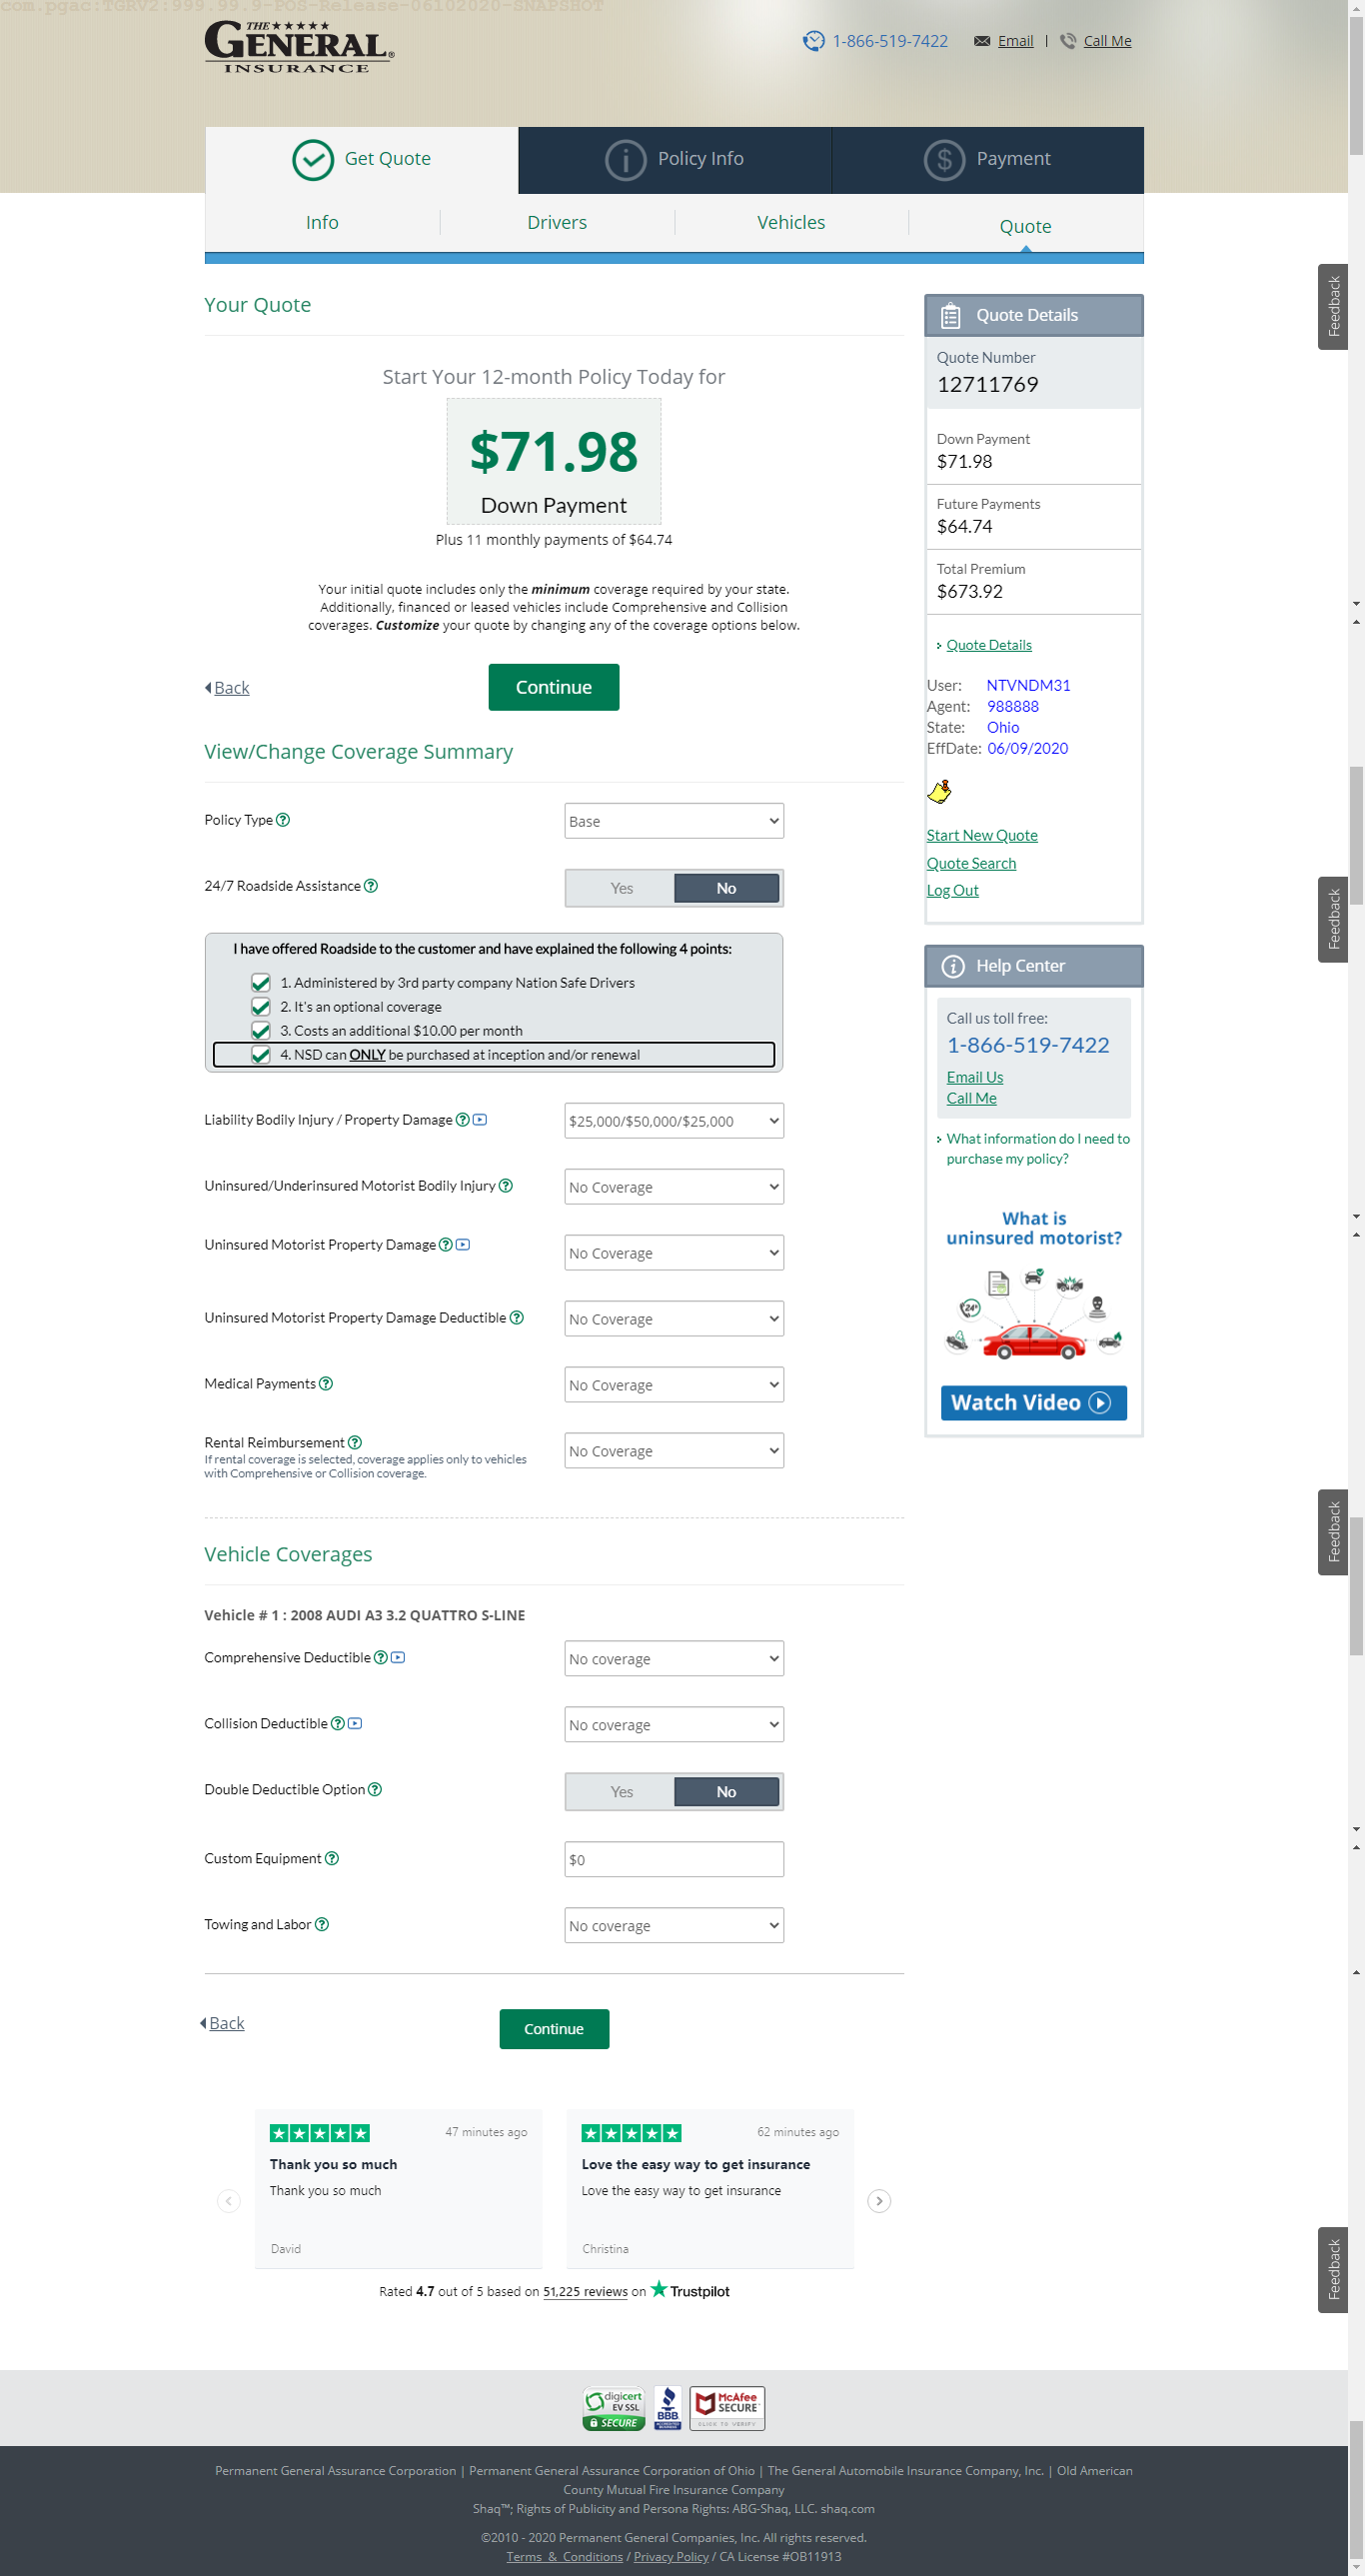 com.pgac:TGRV2:999.99.9-POS-Release-06102020-SNAPSHOT
THE GENERAL® INSURANCE
1-866-519-7422 Email | Call Me
Get Quote Policy Info Payment
Info Drivers Vehicles Quote
Your Quote
Start Your 12-month Policy Today for
$71.98
Down Payment
Plus 11 monthly payments of $64.74
Your initial quote includes only the minimum coverage required by your state.
Additionally, financed or leased vehicles include Comprehensive and Collision
coverages. Customize your quote by changing any of the coverage options below.
Back Continue
View/Change Coverage Summary
Policy Type ? Base
24/7 Roadside Assistance ? Yes No
I have offered Roadside to the customer and have explained the following 4 points:
1. Administered by 3rd party company Nation Safe Drivers
2. It's an optional coverage
3. Costs an additional $10.00 per month
4. NSD can ONLY be purchased at inception and/or renewal
Liability Bodily Injury / Property Damage ? $25,000/$50,000/$25,000
Uninsured/Underinsured Motorist Bodily Injury ? No Coverage
Uninsured Motorist Property Damage ? No Coverage
Uninsured Motorist Property Damage Deductible ? No Coverage
Medical Payments ? No Coverage
Rental Reimbursement ? No Coverage
If rental coverage is selected, coverage applies only to vehicles
with Comprehensive or Collision coverage.
Vehicle Coverages
Vehicle # 1 : 2008 AUDI A3 3.2 QUATTRO S-LINE
Comprehensive Deductible ? No coverage
Collision Deductible ? No coverage
Double Deductible Option ? Yes No
Custom Equipment ? $0
Towing and Labor ? No coverage
Back Continue
Quote Details
Quote Number
12711769
Down Payment
$71.98
Future Payments
$64.74
Total Premium
$673.92
Quote Details
User: NTVNDM31
Agent: 988888
State: Ohio
EffDate: 06/09/2020
Start New Quote
Quote Search
Log Out
Help Center
Call us toll free:
1-866-519-7422
Email Us
Call Me
What information do I need to
purchase my policy?
What is
uninsured motorist?
24h
Watch Video
Feedback
Feedback
Feedback
Feedback
47 minutes ago
Thank you so much
Thank you so much
David
62 minutes ago
Love the easy way to get insurance
Love the easy way to get insurance
Christina
Rated 4.7 out of 5 based on 51,225 reviews on Trustpilot
digicert EV SSL SECURE
BBB ACCREDITED BUSINESS
McAfee SECURE CLICK TO VERIFY
Permanent General Assurance Corporation | Permanent General Assurance Corporation of Ohio | The General Automobile Insurance Company, Inc. | Old American
County Mutual Fire Insurance Company
Shaq™; Rights of Publicity and Persona Rights: ABG-Shaq, LLC. shaq.com
©2010 - 2020 Permanent General Companies, Inc. All rights reserved.
Terms & Conditions / Privacy Policy / CA License #OB11913